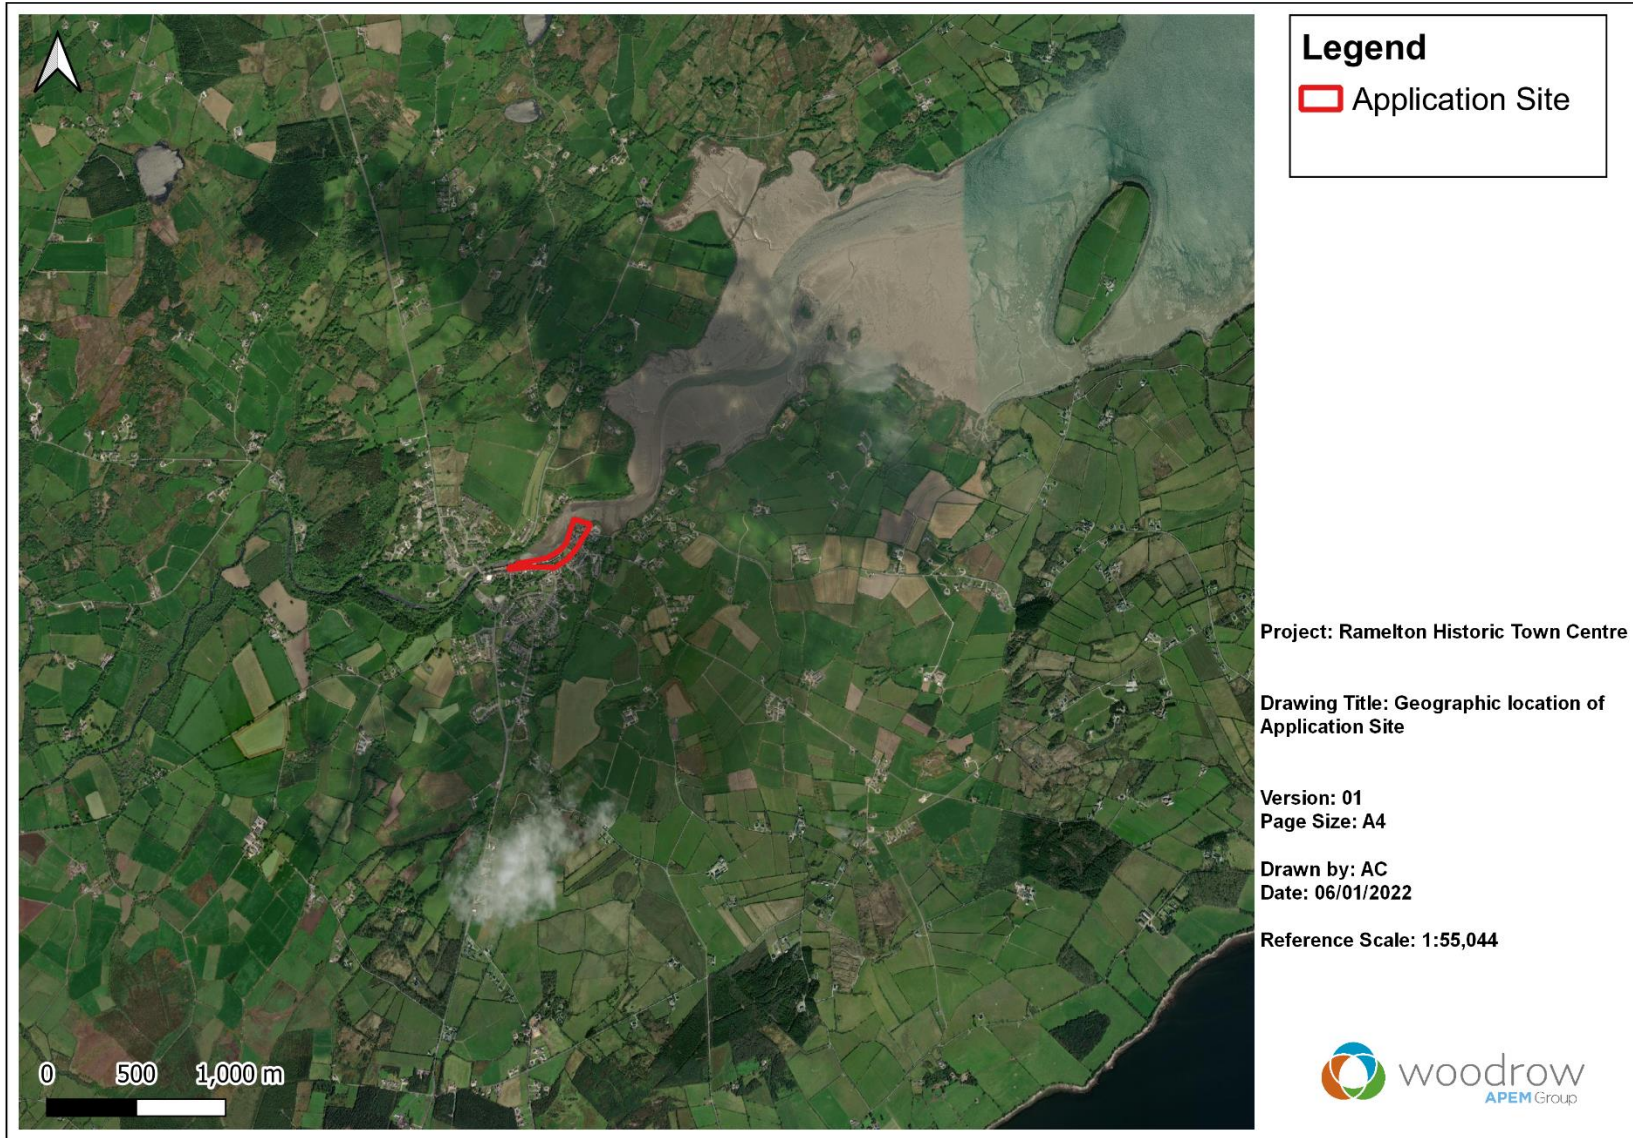 Legend
Application Site
Project: Ramelton Historic Town Centre
Drawing Title: Geographic location of
Application Site
Version: 01
Page Size: A4
Drawn by: AC
Date: 06/01/2022
Reference Scale: 1:55,044
0 500 1,000 m
woodrow
APEM Group